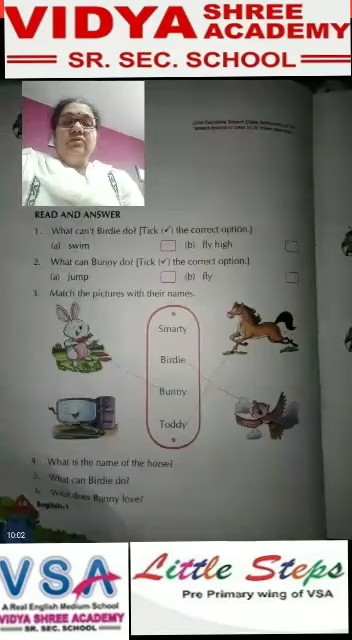 VIDYA SHREE ACADEMY
SR. SEC. SCHOOL
READ AND ANSWER
1. What can't Birdie do? [Tick (✓) the correct option.]
(a) swim (b) fly high
2. What can Bunny do? [Tick (✓) the correct option.]
(a) jump (b) fly
3. Match the pictures with their names.
Smarty
Birdie
Bunny
Toddy
4. What is the name of the horse?
5. What can Birdie do?
6. What does Bunny love?
English-1
10:02
VSA
A Real English Medium School
VIDYA SHREE ACADEMY
SR. SEC. SCHOOL
Little Steps
Pre Primary wing of VSA